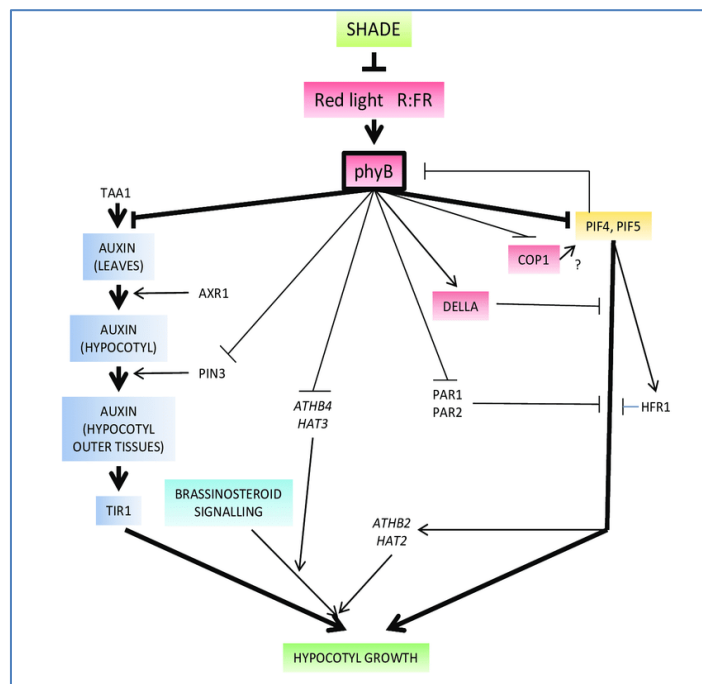 SHADE
Red light R:FR
phyB
TAA1
PIF4, PIF5
AUXIN
(LEAVES)
COP1
?
AXR1
DELLA
AUXIN
(HYPOCOTYL)
PIN3
ATHB4
HAT3
PAR1
PAR2
HFR1
AUXIN
(HYPOCOTYL
OUTER TISSUES)
BRASSINOSTEROID
SIGNALLING
TIR1
ATHB2
HAT2
HYPOCOTYL GROWTH